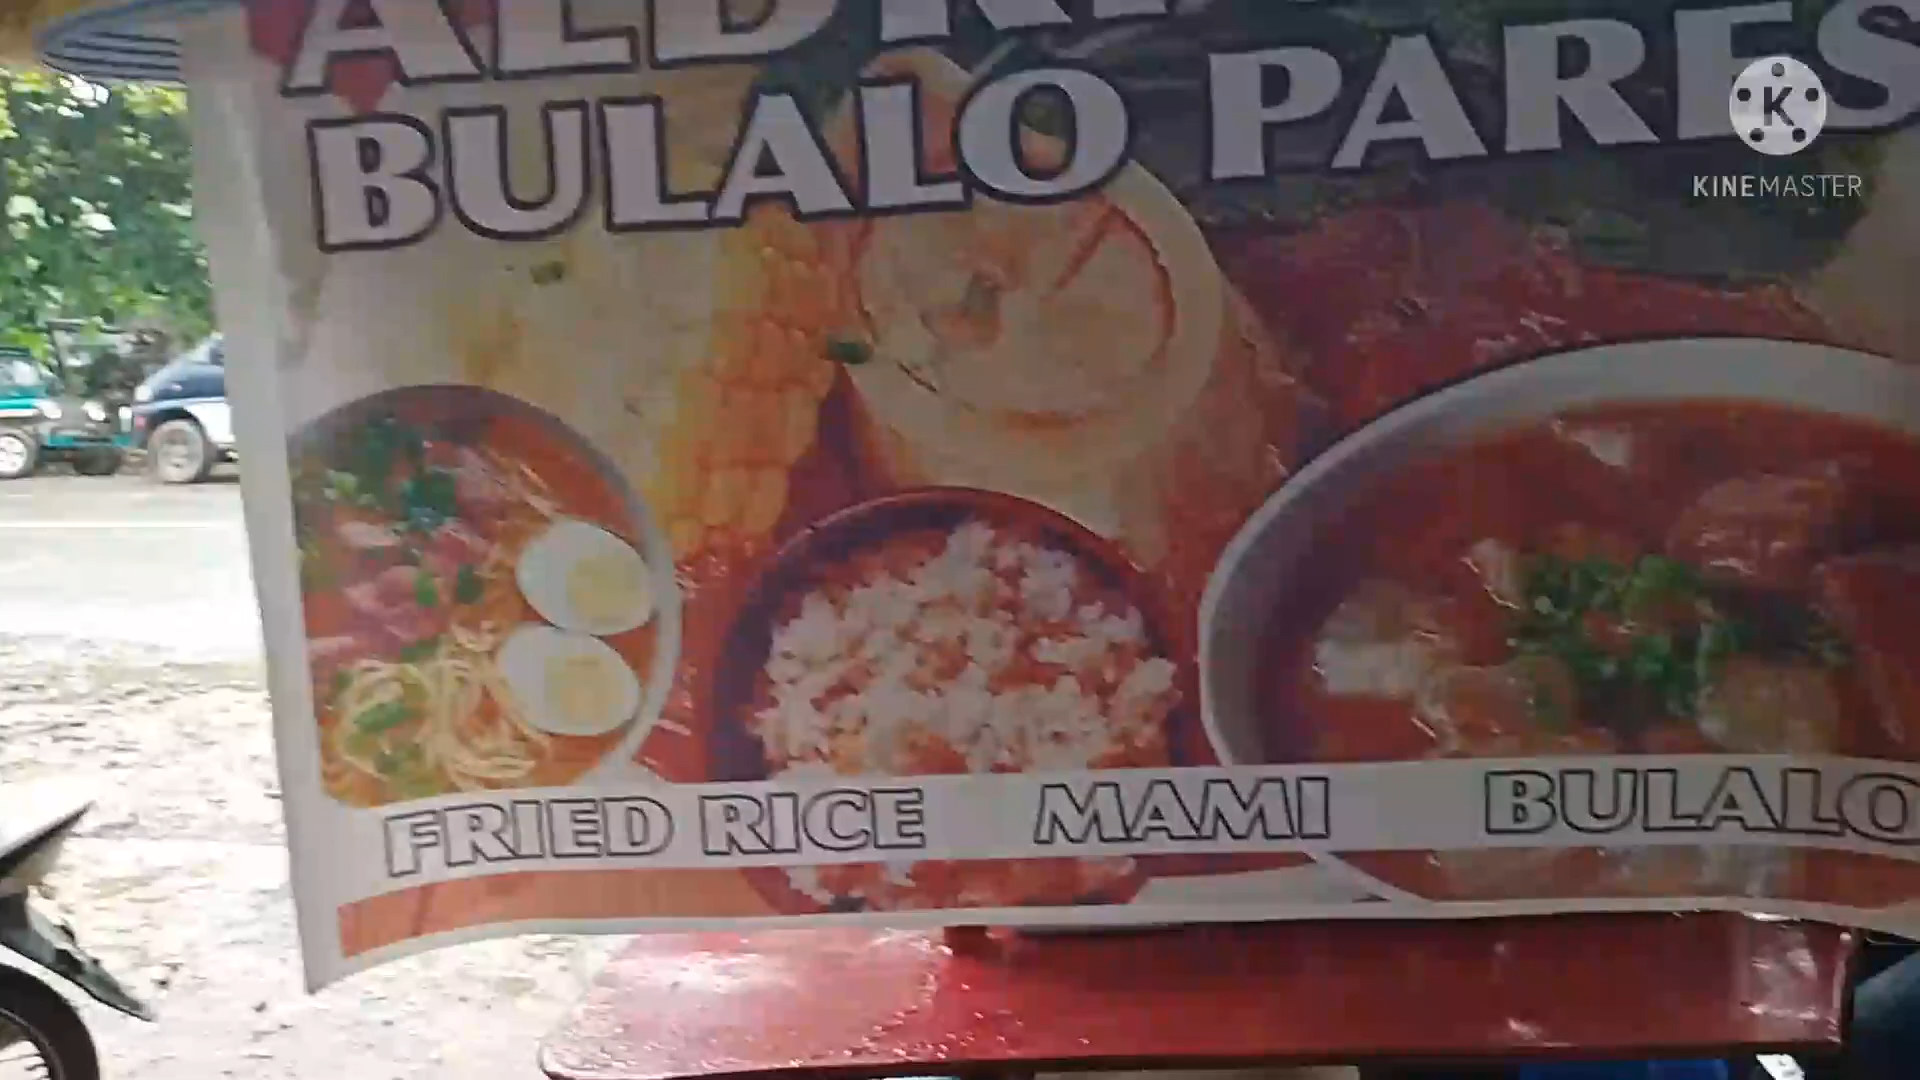 BULALO PARES
K
KINEMASTER
FRIED RICE MAMI BULALO